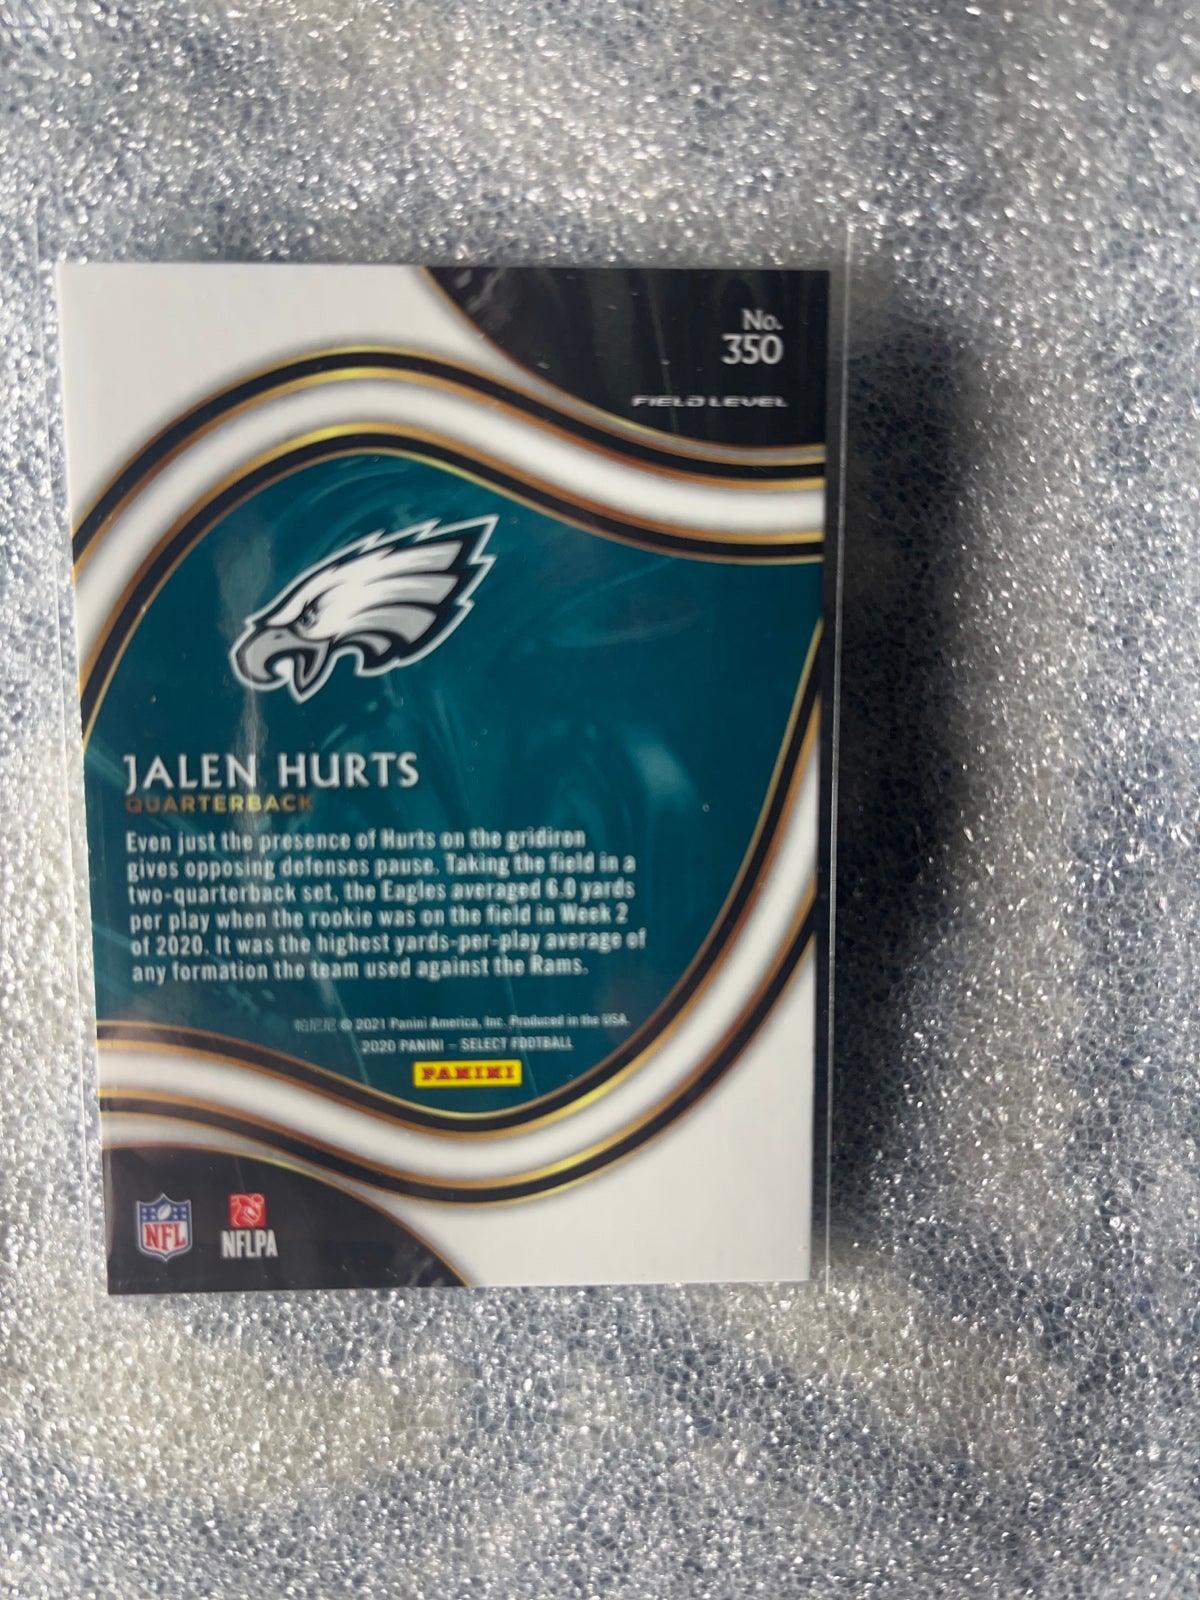 No.
350
FIELD LEVEL
JALEN HURTS
QUARTERBACK
Even just the presence of Hurts on the gridiron
gives opposing defenses pause. Taking the field in a
two-quarterback set, the Eagles averaged 6.0 yards
per play when the rookie was on the field in Week 2
of 2020. It was the highest yards-per-play average of
any formation the team used against the Rams.
帕尼尼 © 2021 Panini America, Inc. Produced in the USA.
2020 PANINI – SELECT FOOTBALL
PANINI
NFL
NFLPA